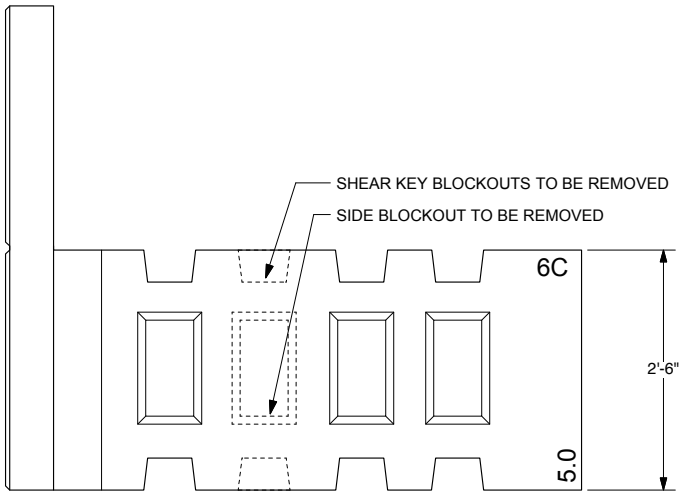 SHEAR KEY BLOCKOUTS TO BE REMOVED
SIDE BLOCKOUT TO BE REMOVED
6C
2'-6"
5.0